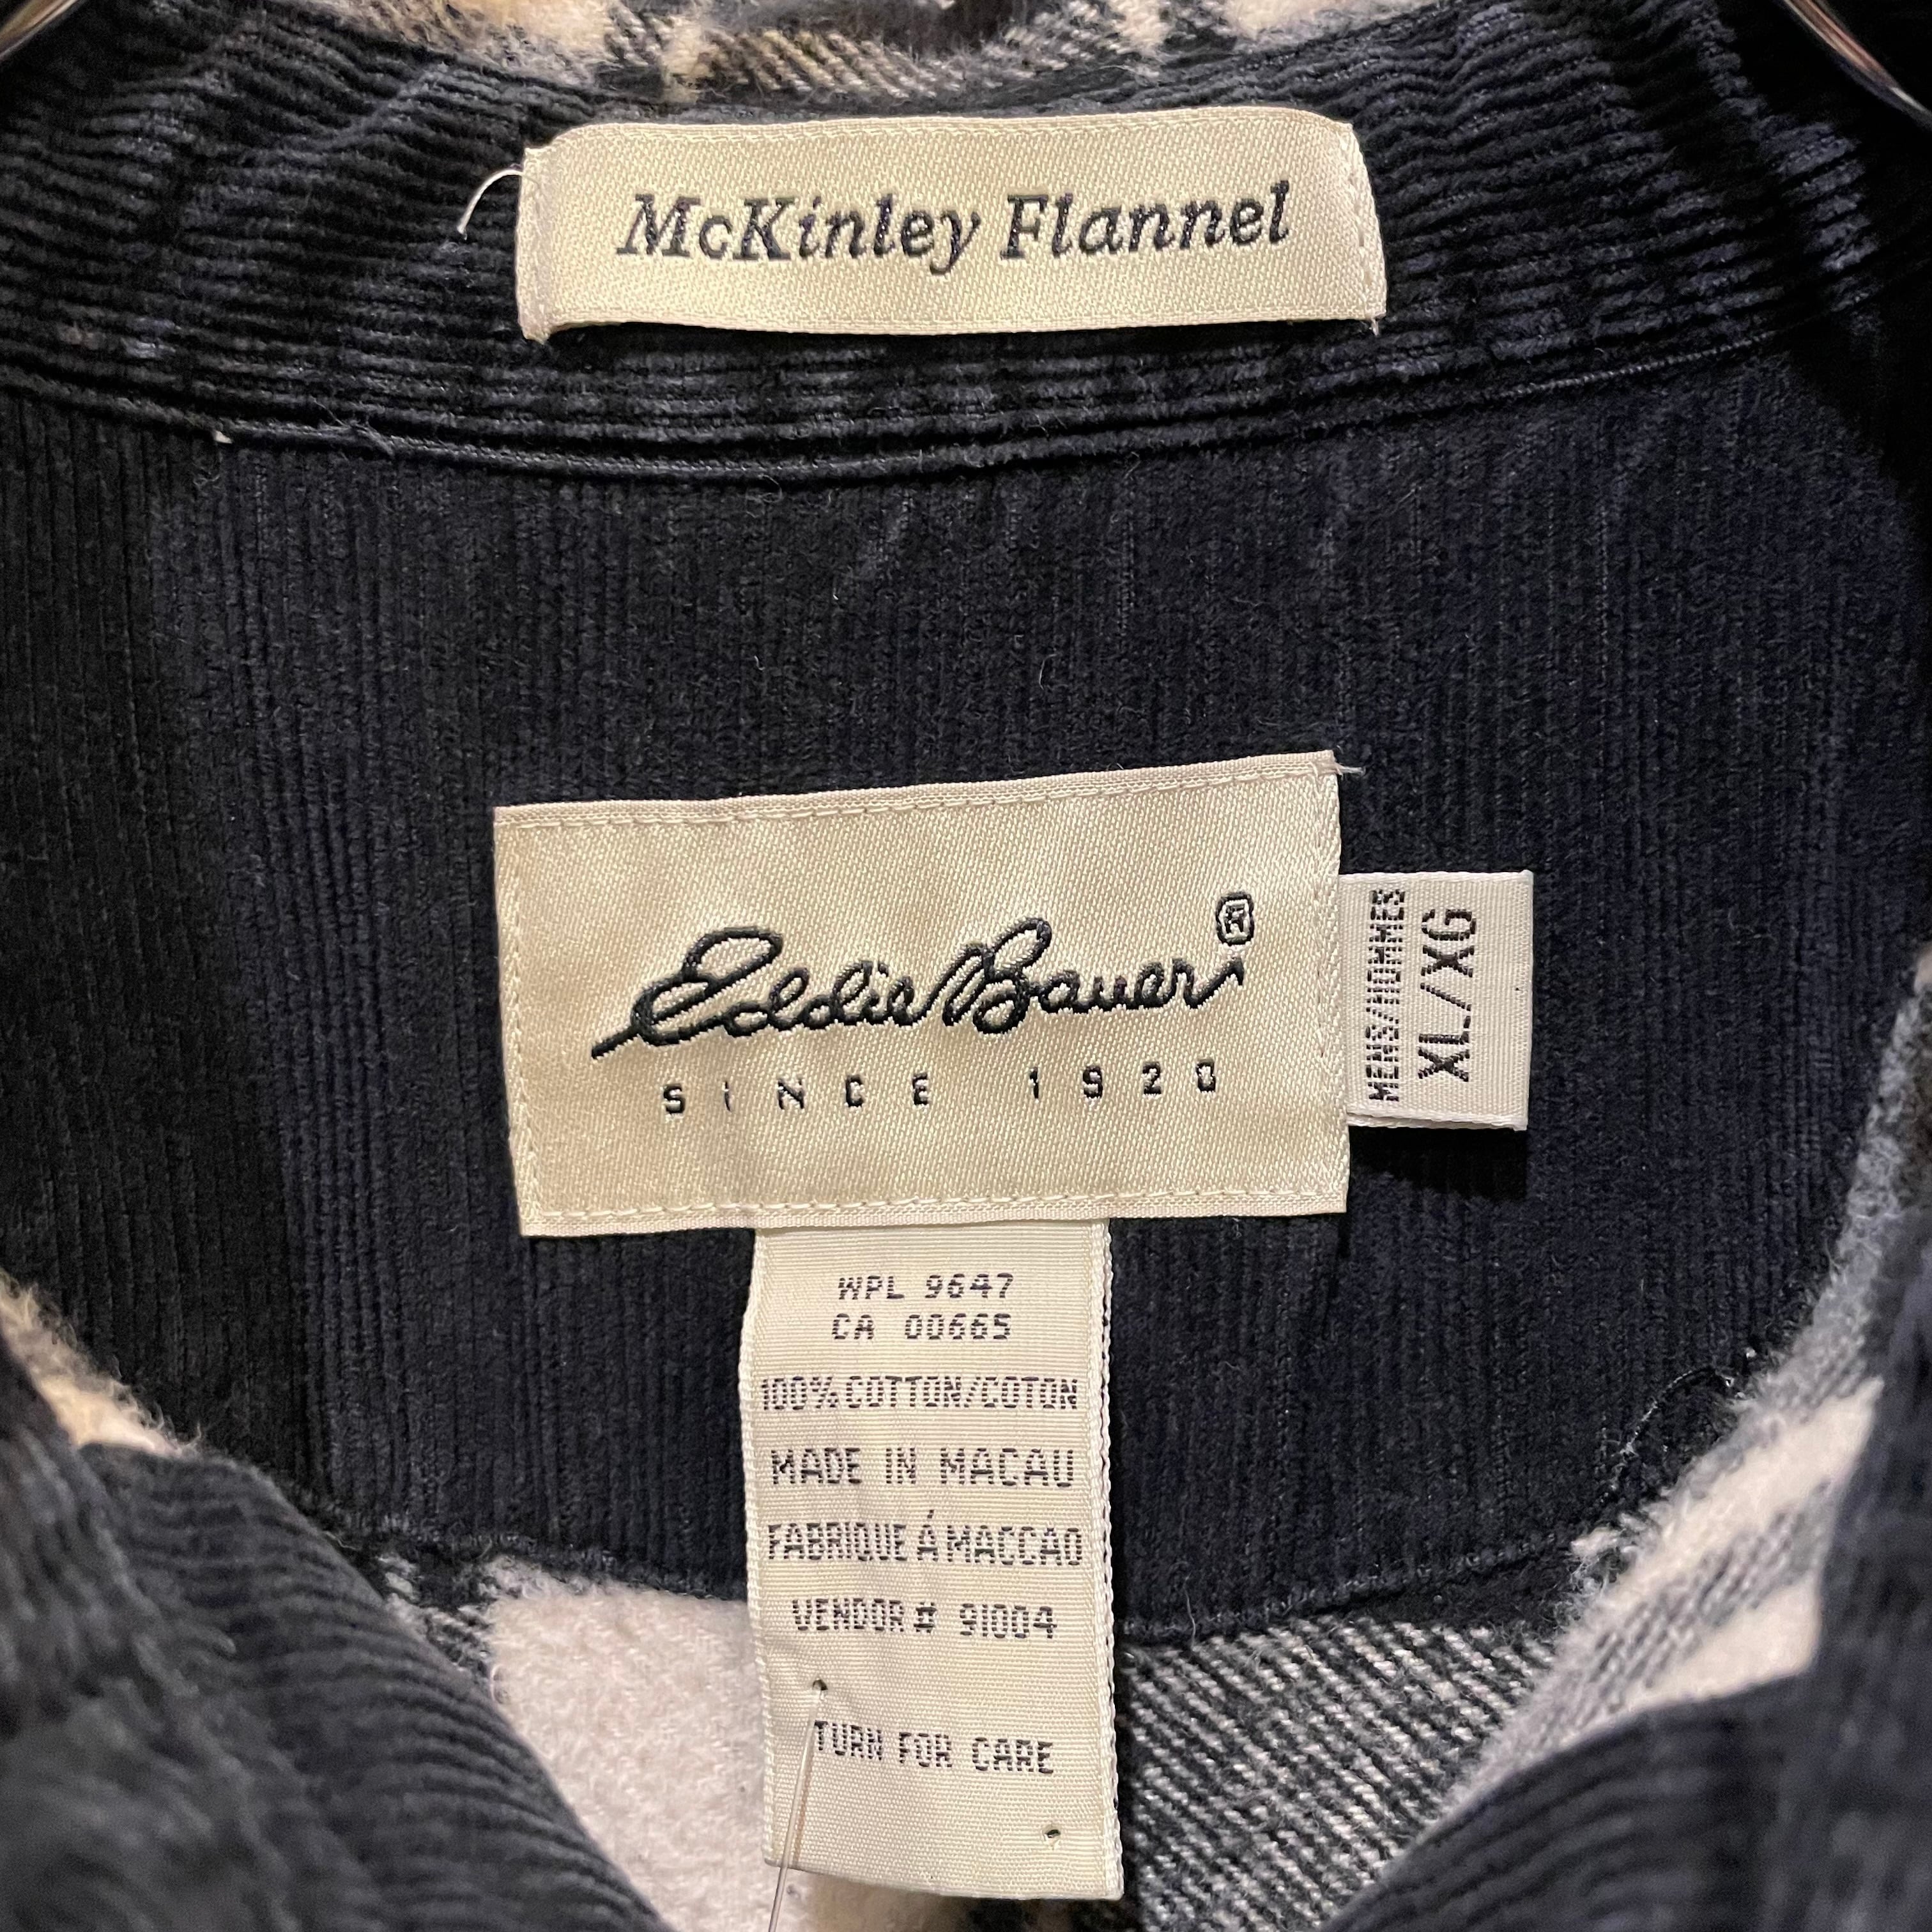 McKinley Flannel
Eddie Bauer®
SINCE 1920
MENS/HOMMES
XL/XG
WPL 9647
CA 00665
100% COTTON/COTON
MADE IN MACAU
FABRIQUE Á MACCAO
VENDOR # 91004
TURN FOR CARE